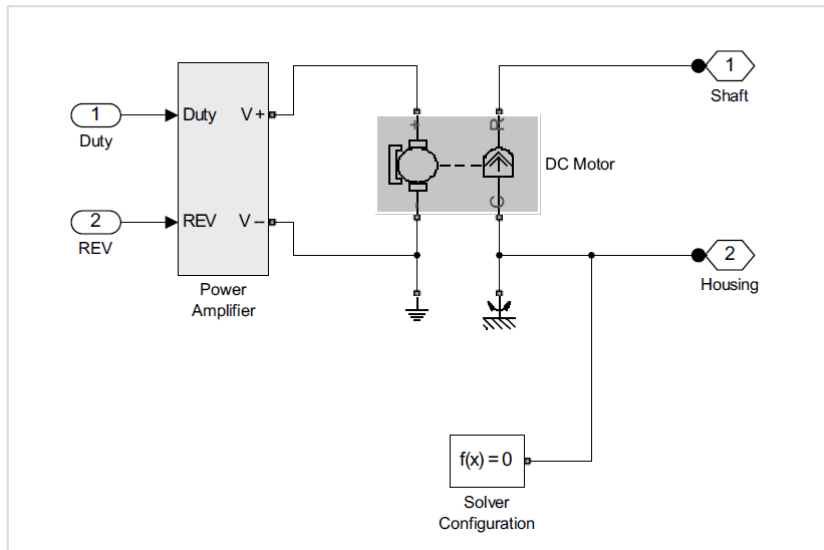 1
Shaft
Duty
V +
1
Duty
+
R
DC Motor
REV
V –
2
REV
-
C
2
Housing
Power
Amplifier
f(x) = 0
Solver
Configuration